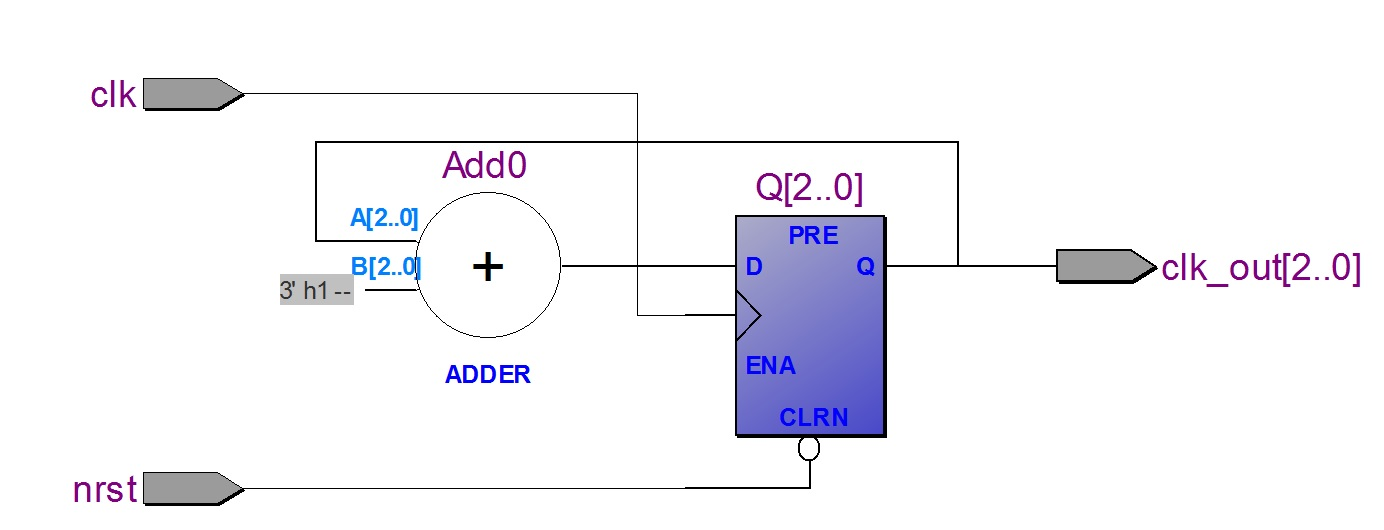 clk
Add0
Q[2..0]
A[2..0]
PRE
B[2..0]
+
D
Q
clk_out[2..0]
3' h1 --
ENA
ADDER
CLRN
nrst